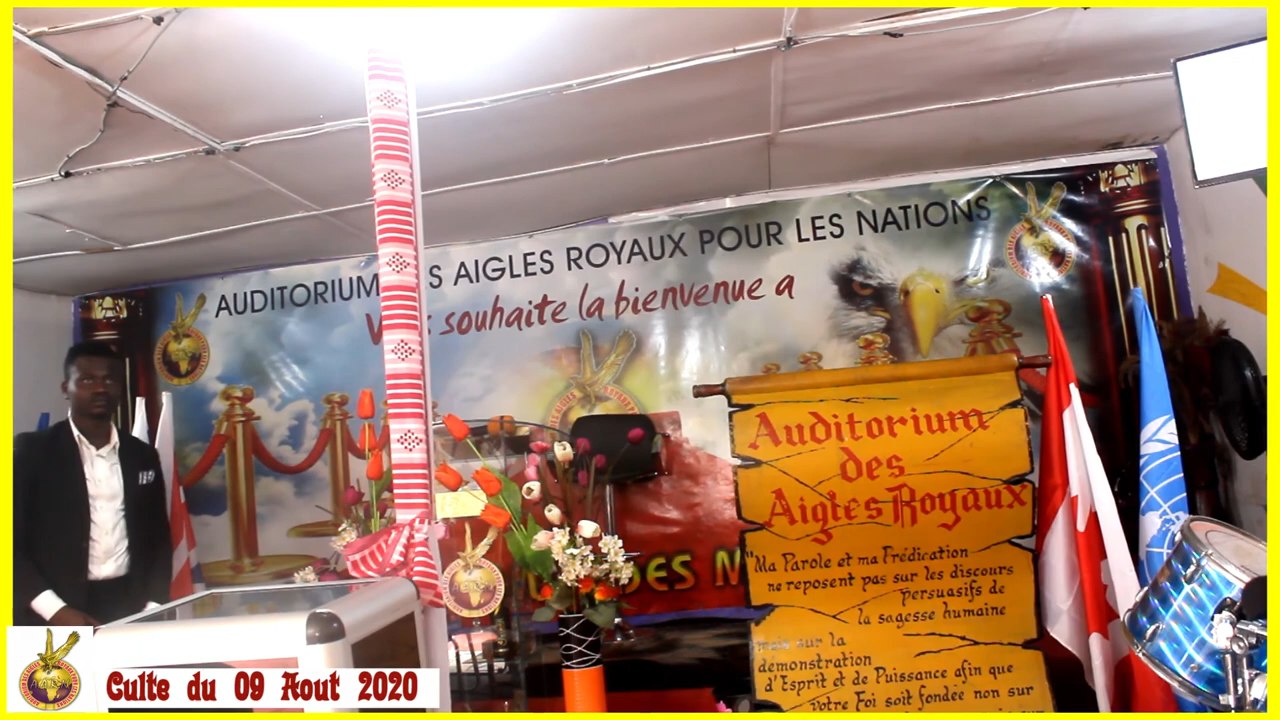 AUDITORIUM S AIGLES ROYAUX POUR LES NATIONS
souhaite la bienvenue a
DES
Auditorium
des
Aigles Royaux
"Ma Parole et ma Prédication
ne reposent pas sur les discours
persuasifs de
la sagesse humaine
mais sur la
démonstration
d'Esprit et de Puissance afin que
votre Foi soit fondée non sur
Culte du 09 Aout 2020